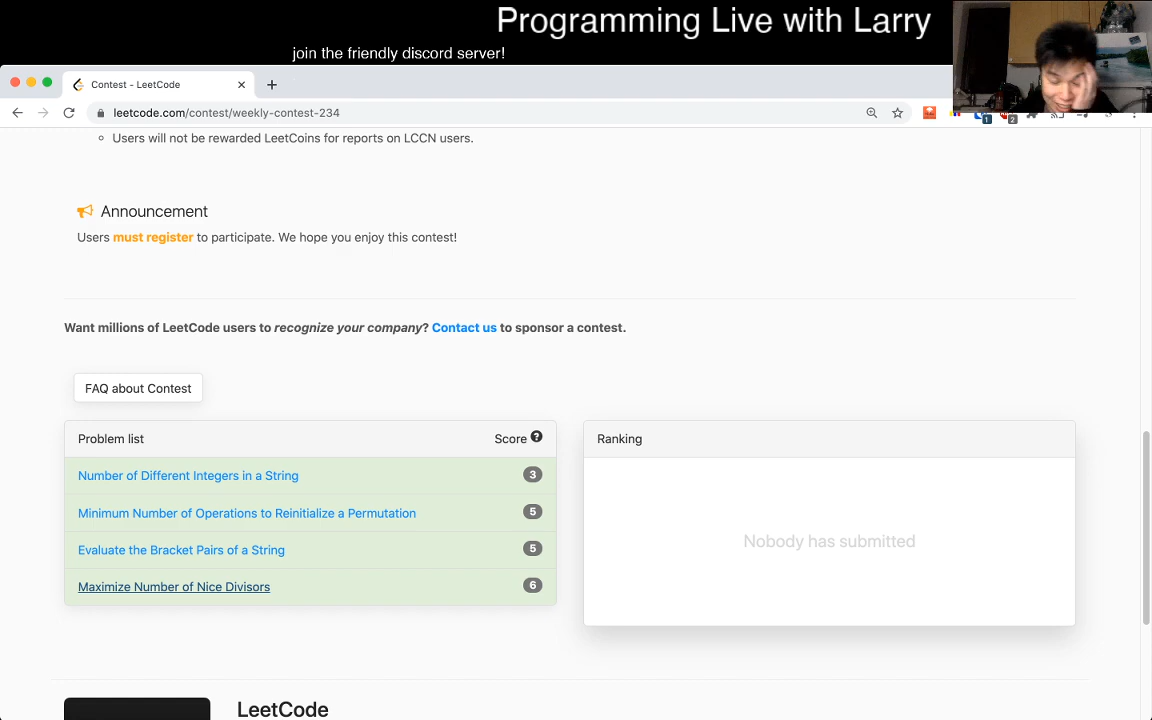 Programming Live with Larry
join the friendly discord server!
Contest - LeetCode
leetcode.com/contest/weekly-contest-234
1
2
Users will not be rewarded LeetCoins for reports on LCCN users.
Announcement
Users must register to participate. We hope you enjoy this contest!
Want millions of LeetCode users to recognize your company? Contact us to sponsor a contest.
FAQ about Contest
Problem list Score ?
Number of Different Integers in a String 3
Minimum Number of Operations to Reinitialize a Permutation 5
Evaluate the Bracket Pairs of a String 5
Maximize Number of Nice Divisors 6
Ranking
Nobody has submitted
LeetCode